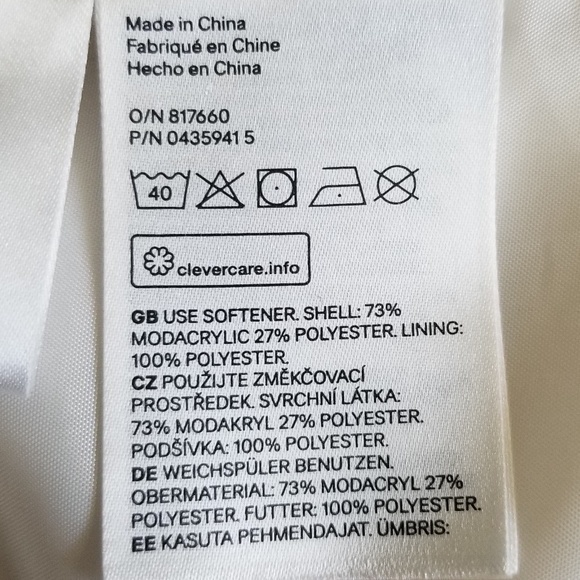 Made in China
Fabriqué en Chine
Hecho en China
O/N 817660
P/N 0435941 5
40
clevercare.info
GB USE SOFTENER. SHELL: 73%
MODACRYLIC 27% POLYESTER. LINING:
100% POLYESTER.
CZ POUŽIJTE ZMĚKČOVACÍ
PROSTŘEDEK. SVRCHNÍ LÁTKA:
73% MODAKRYL 27% POLYESTER.
PODŠÍVKA: 100% POLYESTER.
DE WEICHSPÜLER BENUTZEN.
OBERMATERIAL: 73% MODACRYL 27%
POLYESTER. FUTTER: 100% POLYESTER.
EE KASUTA PEHMENDAJAT. ÜMBRIS: